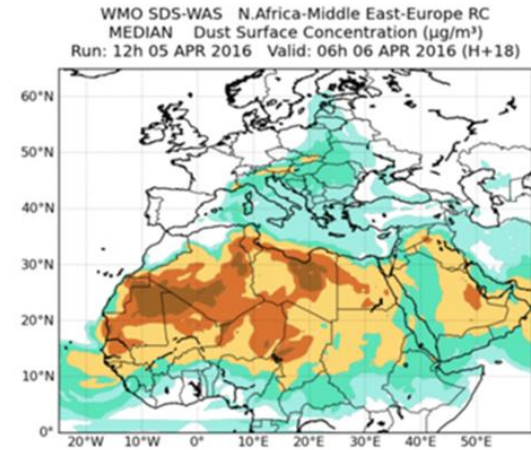 WMO SDS-WAS N.Africa-Middle East-Europe RC
MEDIAN Dust Surface Concentration (µg/m³)
Run: 12h 05 APR 2016 Valid: 06h 06 APR 2016 (H+18)
60°N
50°N
40°N
30°N
20°N
10°N
0°
20°W 10°W 0° 10°E 20°E 30°E 40°E 50°E